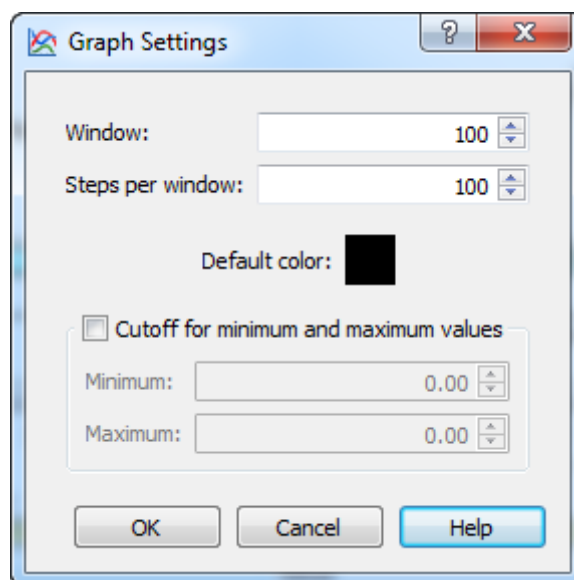 Graph Settings
Window: 100
Steps per window: 100
Default color:
Cutoff for minimum and maximum values
Minimum: 0.00
Maximum: 0.00
OK Cancel Help